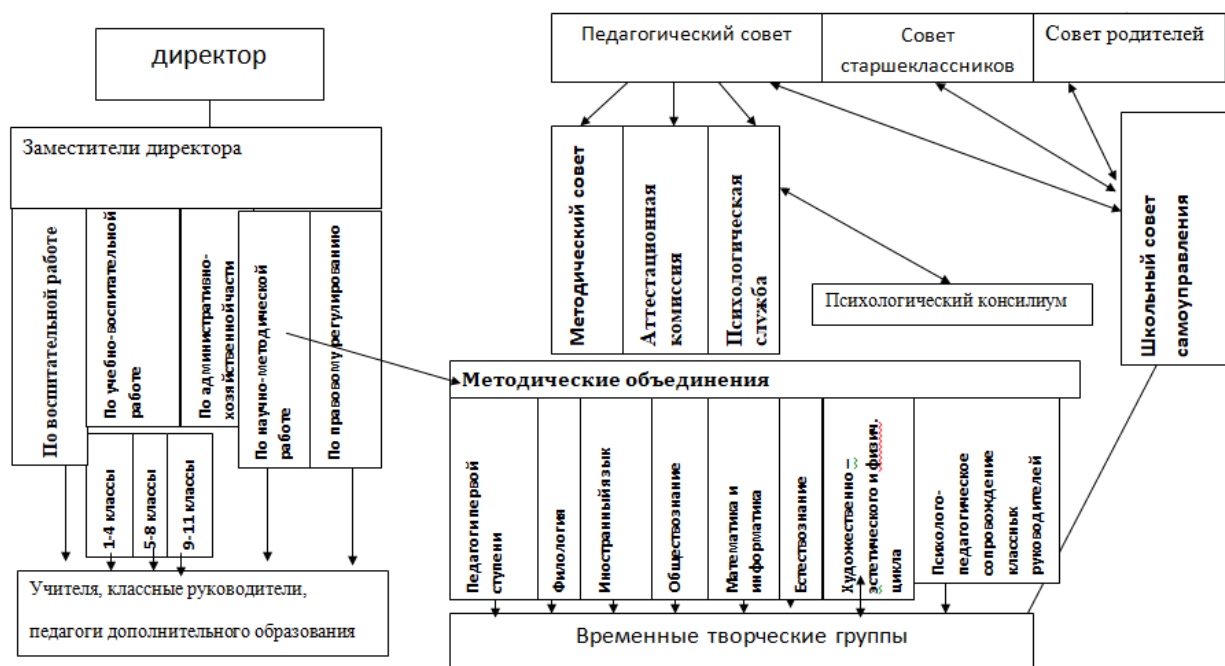 директор
Заместители директора
По воспитательной работе
По учебно-воспитательной
работе
По административно-
хозяйственной части
По научно-методической
работе
По правовому регулированию
1-4 классы
5-8 классы
9-11 классы
Учителя, классные руководители,
педагоги дополнительного образования
Педагогический совет
Совет
старшеклассников
Совет родителей
Методический совет
Аттестационная
комиссия
Психологическая
служба
Психологический консилиум
Школьный совет
самоуправления
Методические объединения
Педагоги первой
ступени
Филология
Иностранный язык
Обществознание
Математика и
информатика
Естествознание
Художественно –
эстетического и физич.
цикла
Психолого-
педагогическое
сопровождение
классных
руководителей
Временные творческие группы